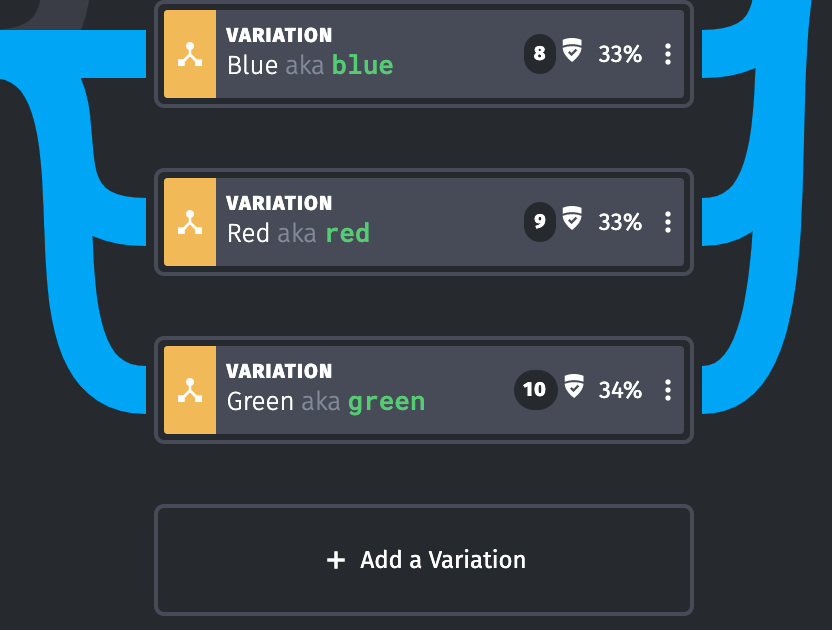 VARIATION
Blue aka blue
8 33%
VARIATION
Red aka red
9 33%
VARIATION
Green aka green
10 34%
+ Add a Variation